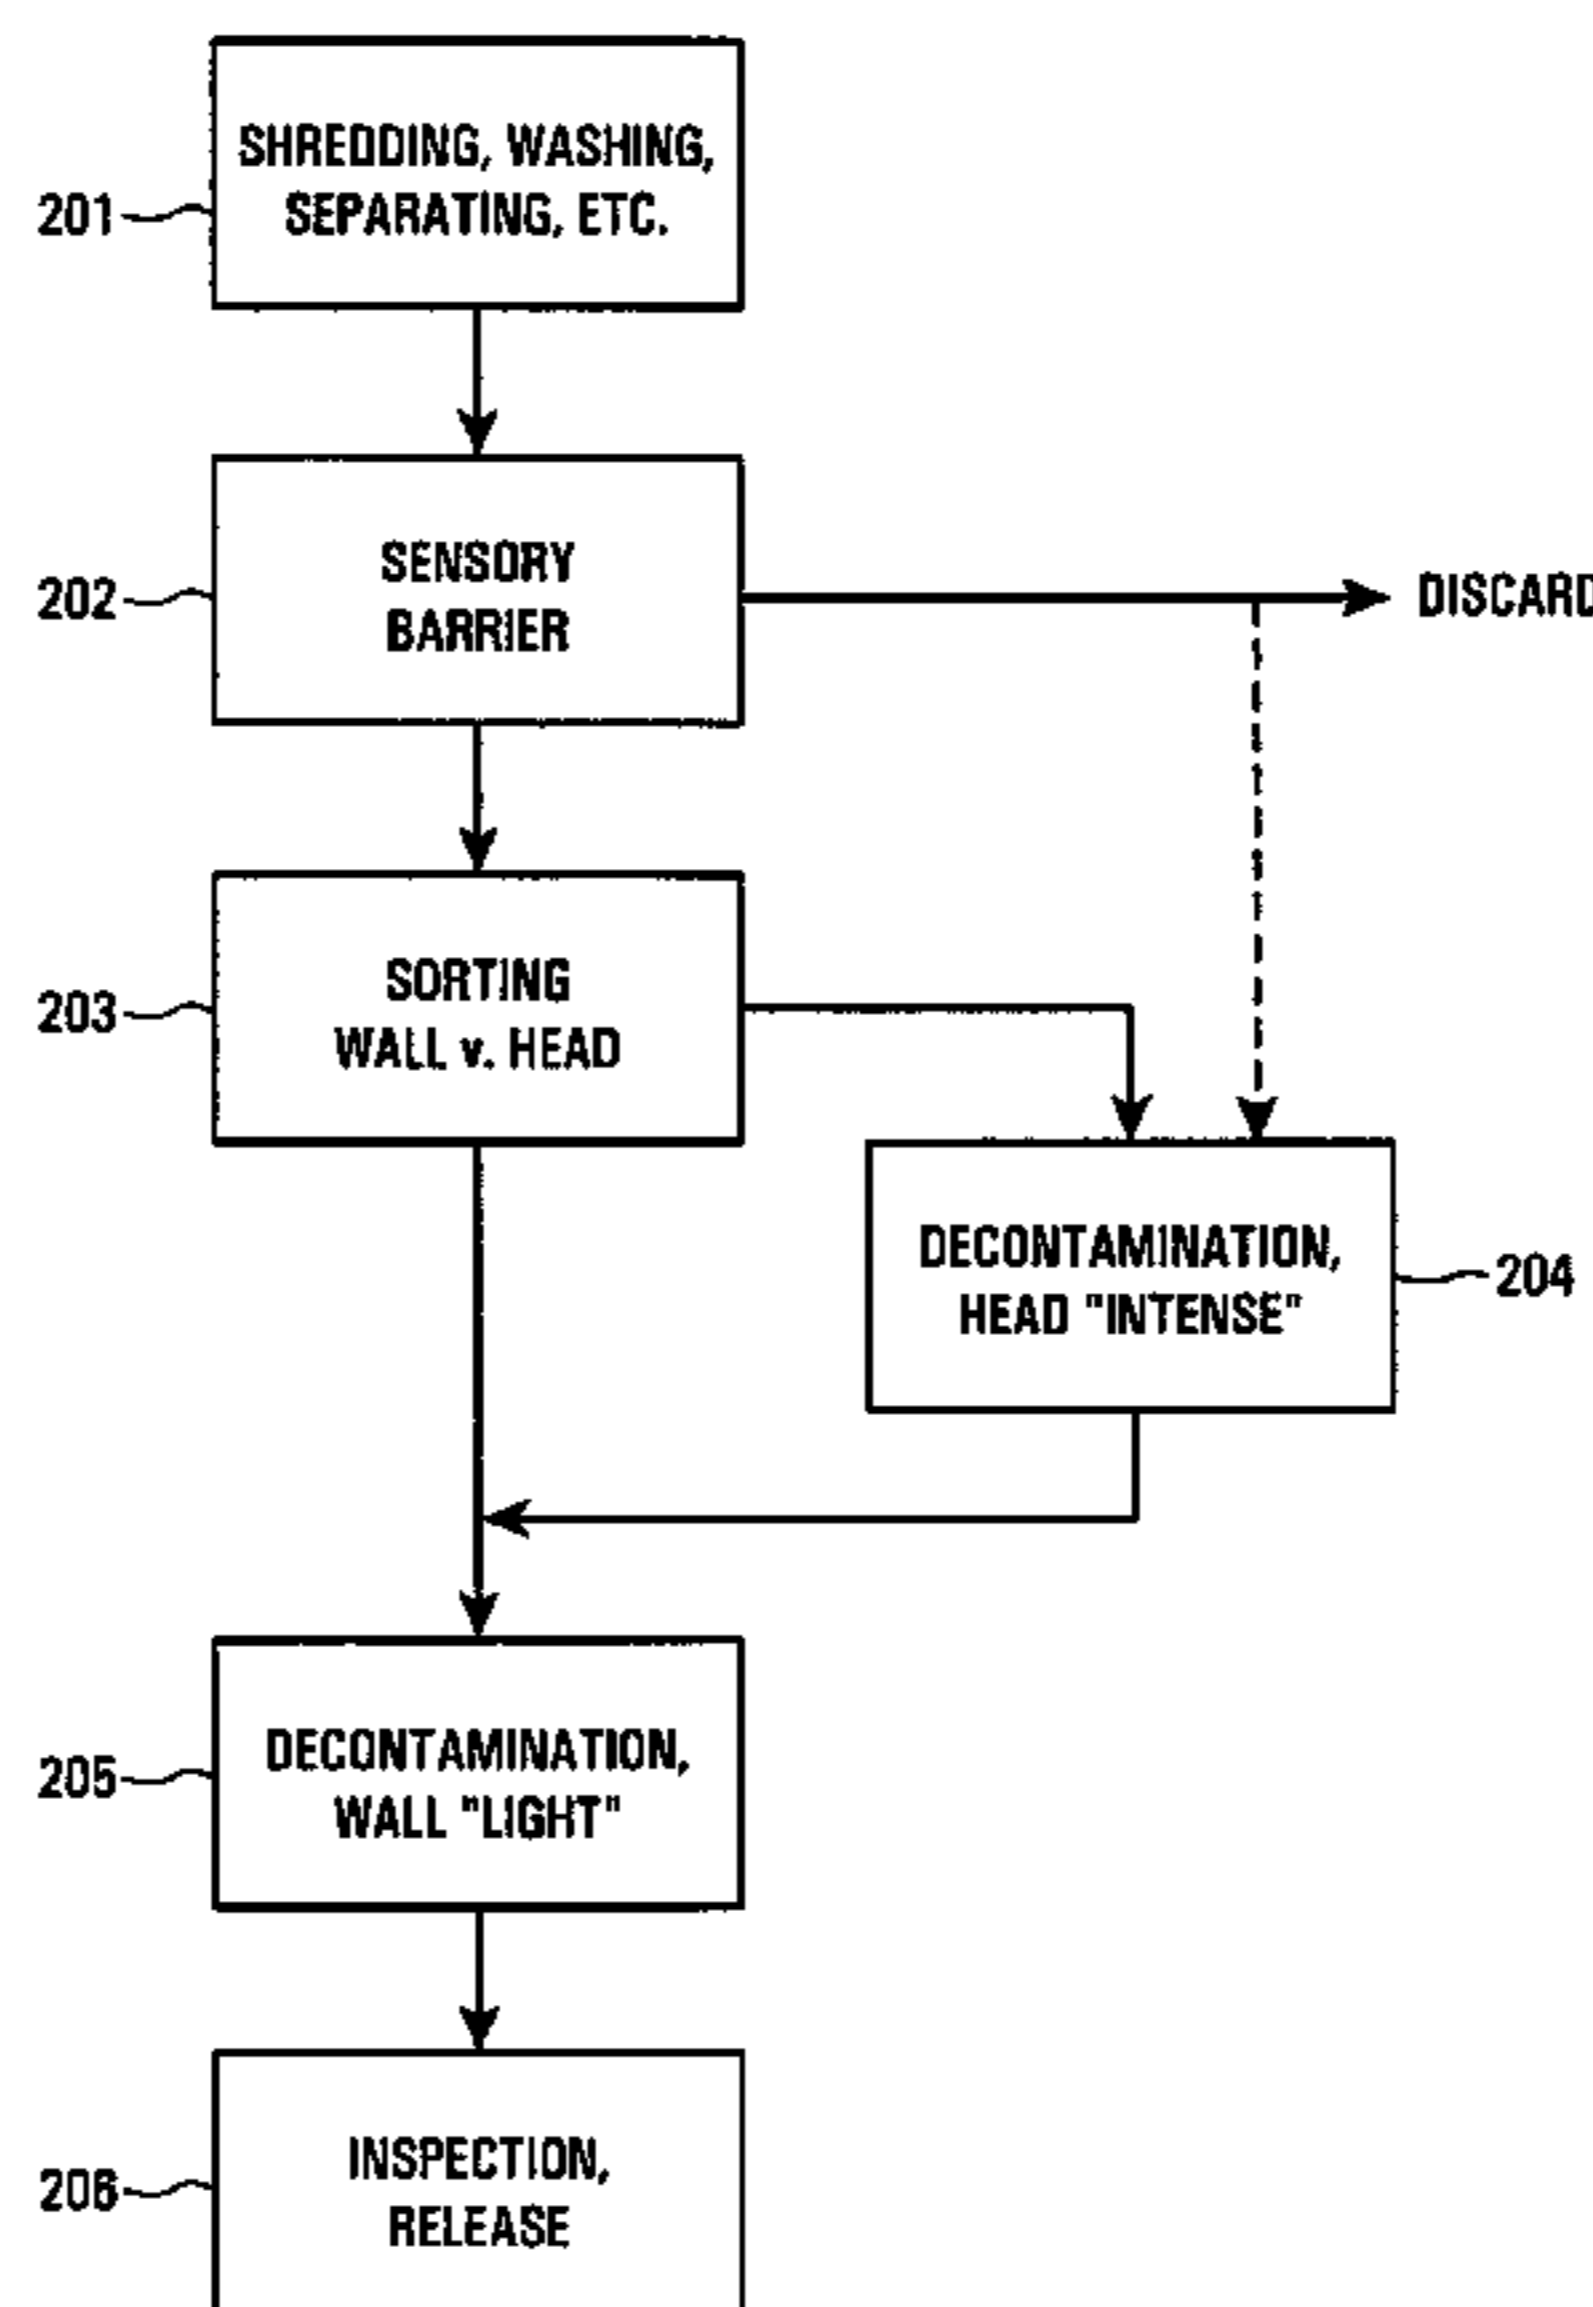 SHREDDING, WASHING,
SEPARATING, ETC.
201
SENSORY
BARRIER
202
DISCARD
SORTING
WALL v. HEAD
203
DECONTAMINATION,
HEAD "INTENSE"
204
DECONTAMINATION,
WALL "LIGHT"
205
INSPECTION,
RELEASE
206